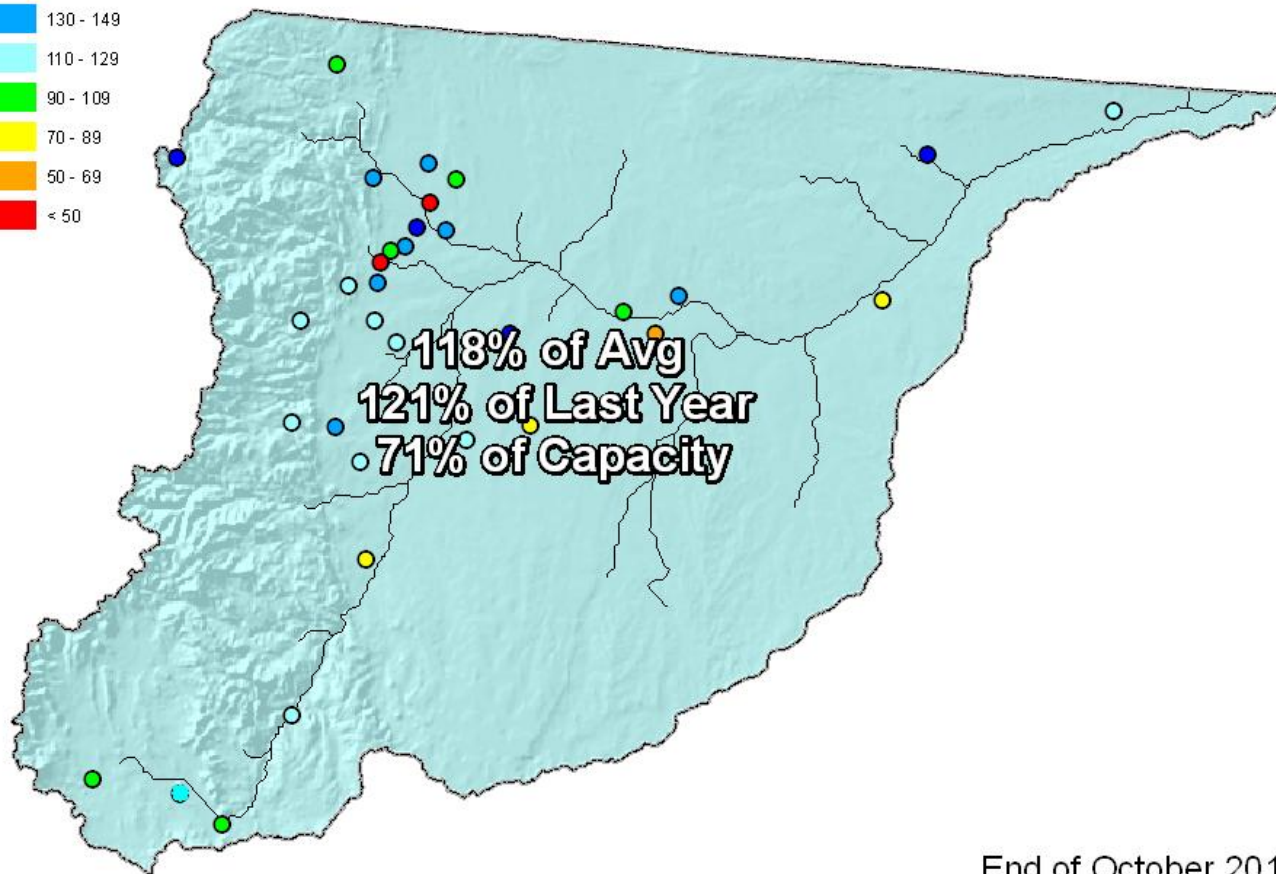 130 - 149
110 - 129
90 - 109
70 - 89
50 - 69
< 50
118% of Avg
121% of Last Year
71% of Capacity
End of October